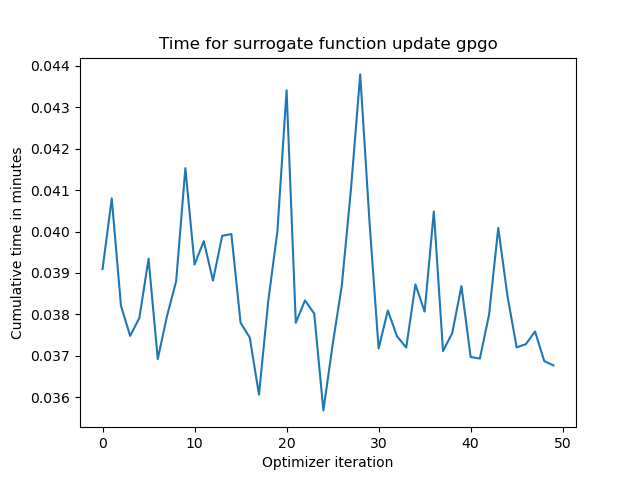 Time for surrogate function update gpgo
0.044
0.043
0.042
0.041
0.040
0.039
0.038
0.037
0.036
Cumulative time in minutes
0 10 20 30 40 50
Optimizer iteration